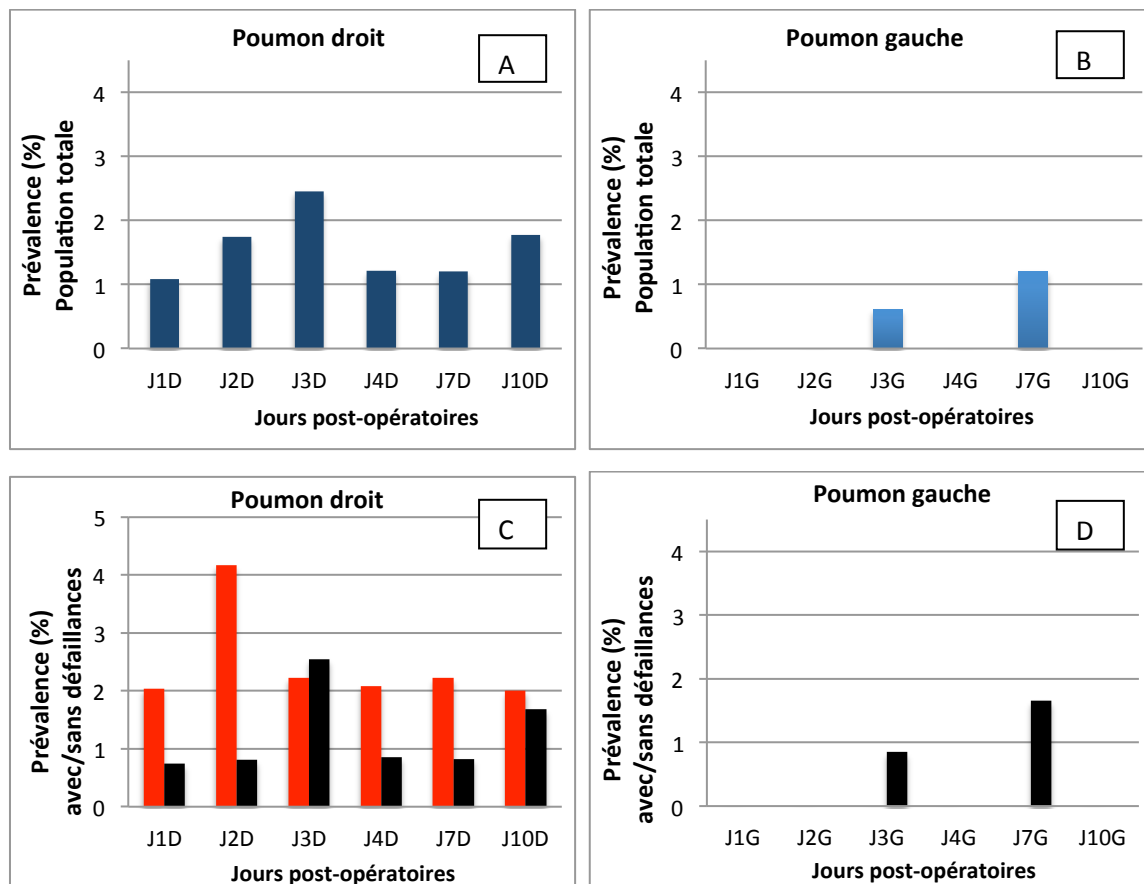 Poumon droit
A
Prévalence (%)
Population totale
4
3
2
1
0
J1D J2D J3D J4D J7D J10D
Jours post-opératoires
Poumon gauche
B
Prévalence (%)
Population totale
4
3
2
1
0
J1G J2G J3G J4G J7G J10G
Jours post-opératoires
Poumon droit
C
Prévalence (%)
avec/sans défaillances
5
4
3
2
1
0
J1D J2D J3D J4D J7D J10D
Jours post-opératoires
Poumon gauche
D
Prévalence (%)
avec/sans défaillances
4
3
2
1
0
J1G J2G J3G J4G J7G J10G
Jours post-opératoires